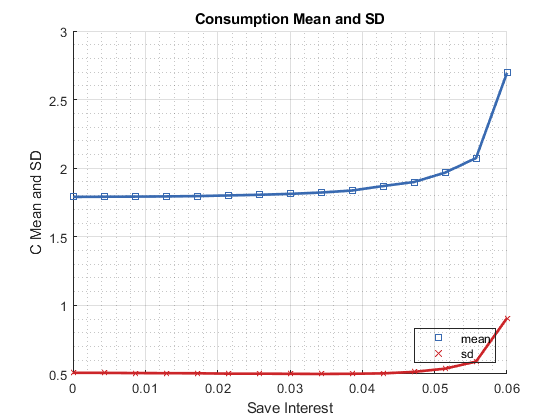 Consumption Mean and SD
3
2.5
2
1.5
1
0.5
C Mean and SD
mean
sd
0 0.01 0.02 0.03 0.04 0.05 0.06
Save Interest